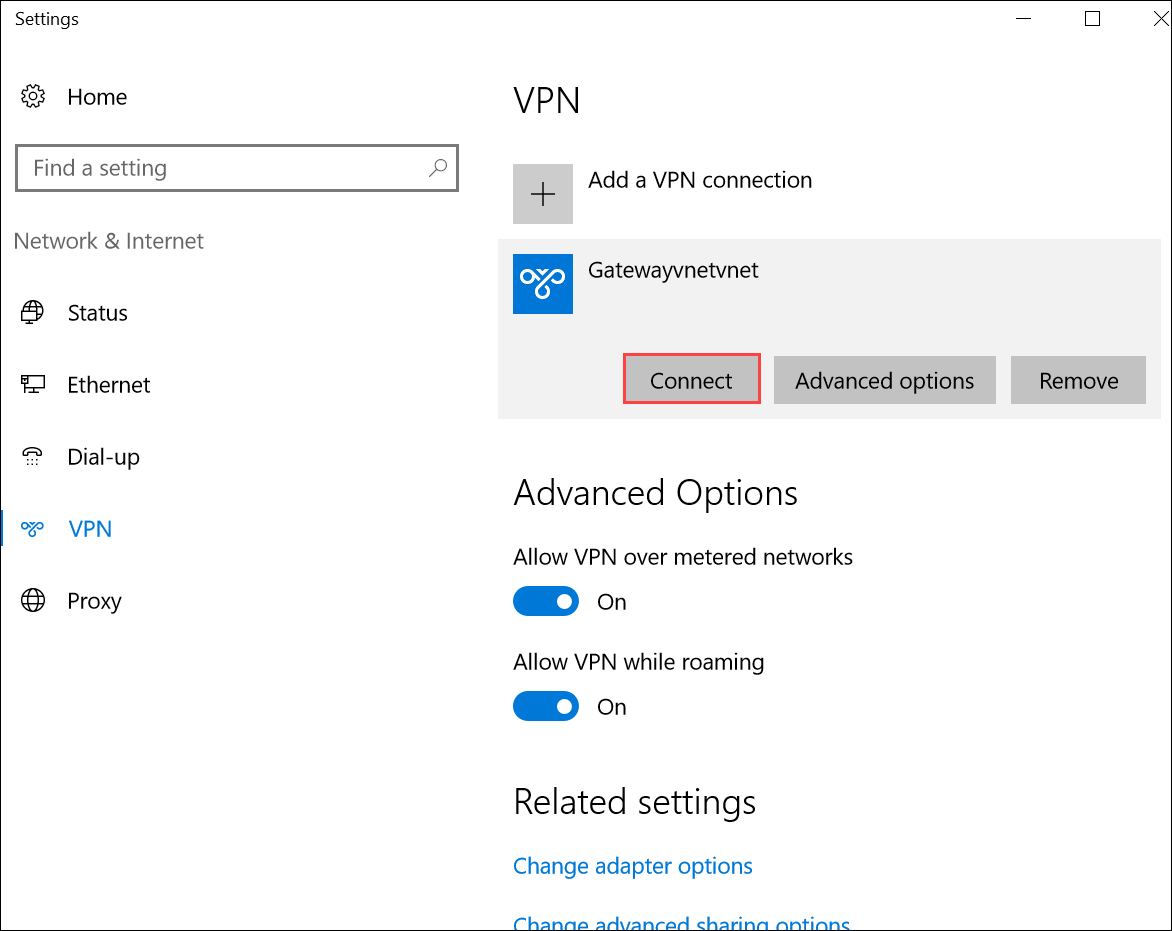 Settings
Home
Find a setting
Network & Internet
Status
Ethernet
Dial-up
VPN
Proxy
VPN
Add a VPN connection
Gatewayvnetvnet
Connect
Advanced options
Remove
Advanced Options
Allow VPN over metered networks
On
Allow VPN while roaming
On
Related settings
Change adapter options
Change advanced sharing options